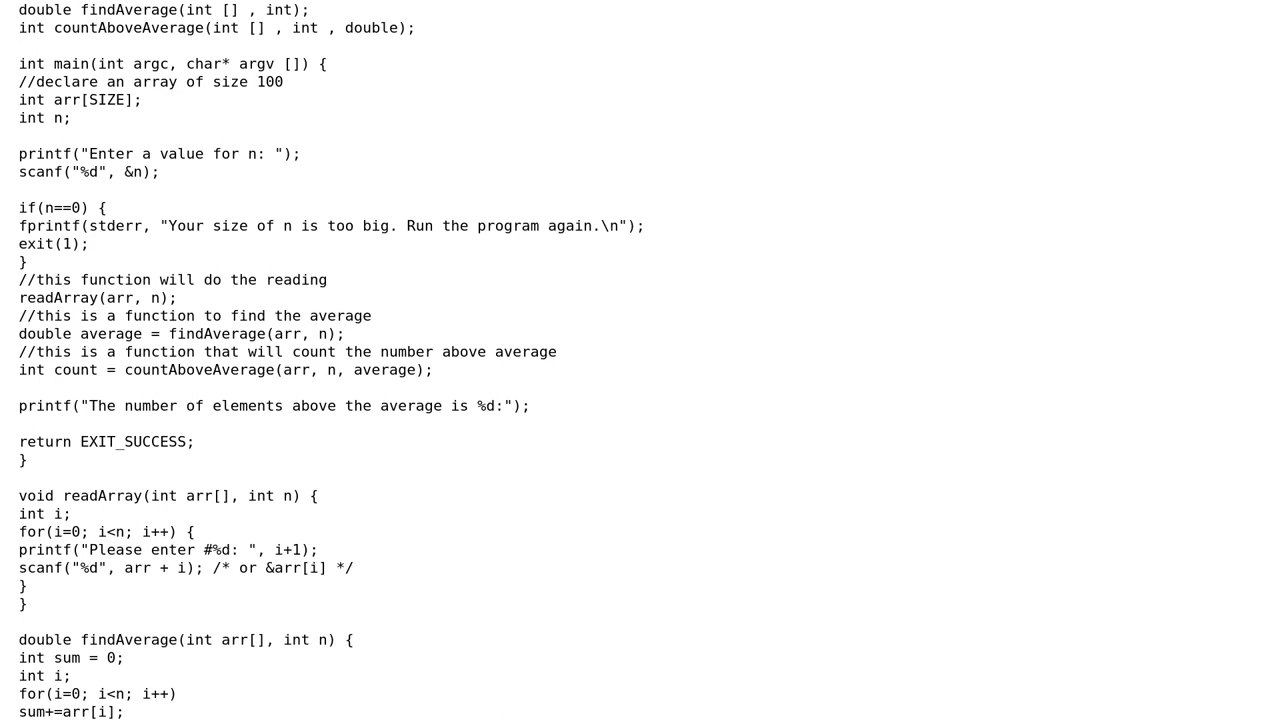 double findAverage(int [] , int);
int countAboveAverage(int [] , int , double);
int main(int argc, char* argv []) {
//declare an array of size 100
int arr[SIZE];
int n;
printf("Enter a value for n: ");
scanf("%d", &n);
if(n==0) {
fprintf(stderr, "Your size of n is too big. Run the program again.\n");
exit(1);
}
//this function will do the reading
readArray(arr, n);
//this is a function to find the average
double average = findAverage(arr, n);
//this is a function that will count the number above average
int count = countAboveAverage(arr, n, average);
printf("The number of elements above the average is %d:");
return EXIT_SUCCESS;
}
void readArray(int arr[], int n) {
int i;
for(i=0; i<n; i++) {
printf("Please enter #%d: ", i+1);
scanf("%d", arr + i); /* or &arr[i] */
}
}
double findAverage(int arr[], int n) {
int sum = 0;
int i;
for(i=0; i<n; i++)
sum+=arr[i];